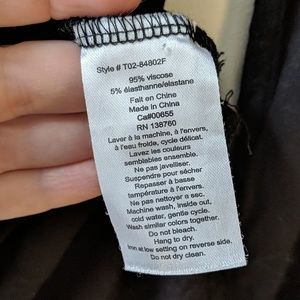 Style # T02-84802F
95% viscose
5% élasthanne/elastane
Fait en Chine
Made in China
Ca#00655
RN 138760
Laver à la machine, à l'envers,
à l'eau froide, cycle délicat.
Lavez les couleurs
semblables ensemble.
Ne pas javeliser.
Suspendre pour sécher
Repasser à basse
température à l'envers.
Ne pas nettoyer a sec.
Machine wash, inside out,
cold water, gentle cycle.
Wash similar colors together.
Do not bleach.
Hang to dry.
Iron at low setting on reverse side.
Do not dry clean.